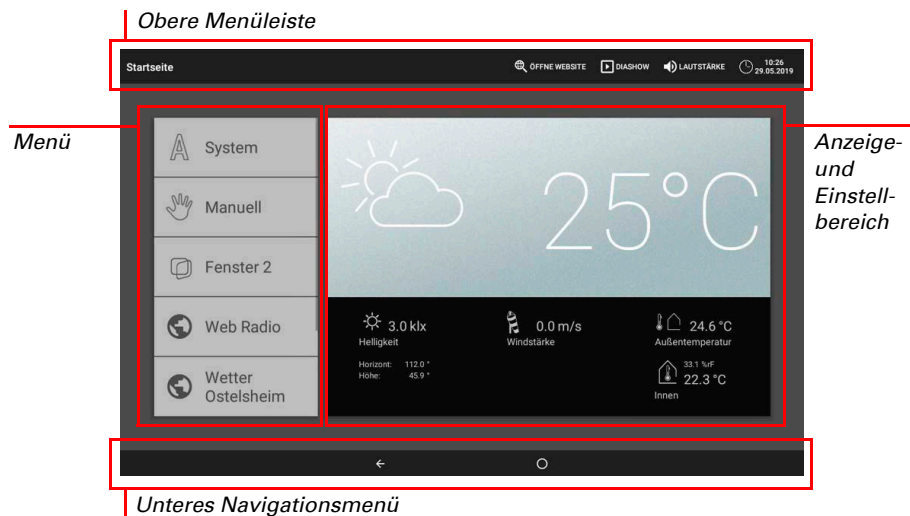 Obere Menüleiste
Startseite
ÖFFNE WEBSITE
DIASHOW
LAUTSTÄRKE
10:26
29.05.2019
Menü
System
Manuell
Fenster 2
Web Radio
Wetter
Ostelsheim
25°C
3.0 klx
Helligkeit
Horizont: 112.0 °
Höhe: 45.9 °
0.0 m/s
Windstärke
24.6 °C
Außentemperatur
33.1 %rF
22.3 °C
Innen
Anzeige-
und
Einstell-
bereich
Unteres Navigationsmenü